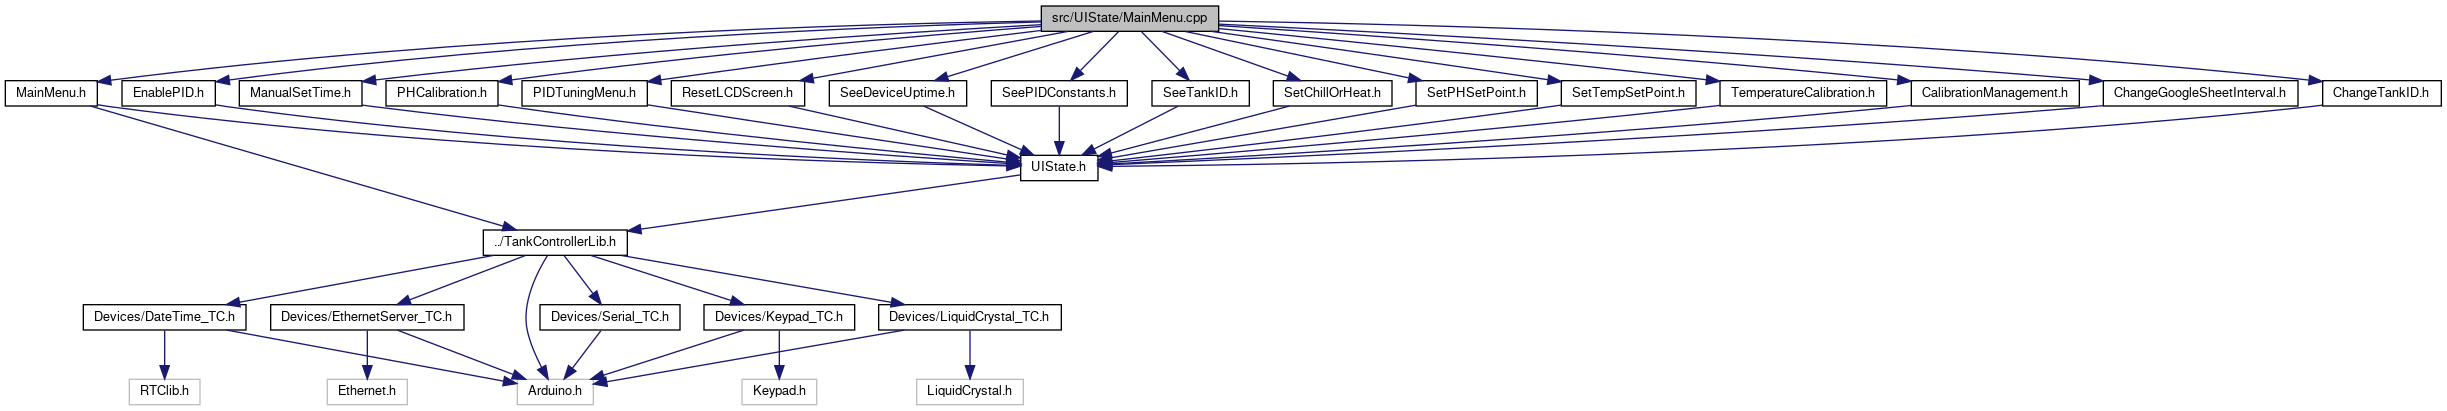 src/UIState/MainMenu.cpp
MainMenu.h
EnablePID.h
ManualSetTime.h
PHCalibration.h
PIDTuningMenu.h
ResetLCDScreen.h
SeeDeviceUptime.h
SeePIDConstants.h
SeeTankID.h
SetChillOrHeat.h
SetPHSetPoint.h
SetTempSetPoint.h
TemperatureCalibration.h
CalibrationManagement.h
ChangeGoogleSheetInterval.h
ChangeTankID.h
UIState.h
../TankControllerLib.h
Devices/DateTime_TC.h
Devices/EthernetServer_TC.h
Devices/Serial_TC.h
Devices/Keypad_TC.h
Devices/LiquidCrystal_TC.h
RTClib.h
Ethernet.h
Arduino.h
Keypad.h
LiquidCrystal.h